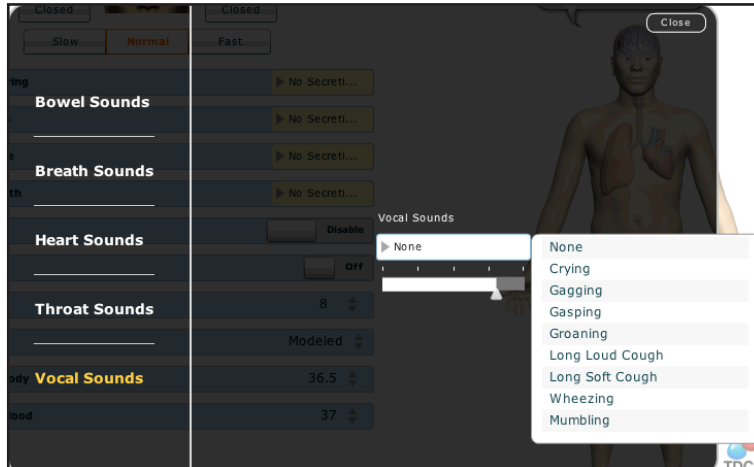 Closed
Closed
Close
Slow
Normal
Fast
No Secreti...
Bowel Sounds
No Secreti...
Breath Sounds
No Secreti...
No Secreti...
Vocal Sounds
Disable
Heart Sounds
None
Off
None
Crying
Gagging
Gasping
Groaning
Long Loud Cough
Long Soft Cough
Wheezing
Mumbling
Throat Sounds
8
Modeled
Vocal Sounds
36.5
37